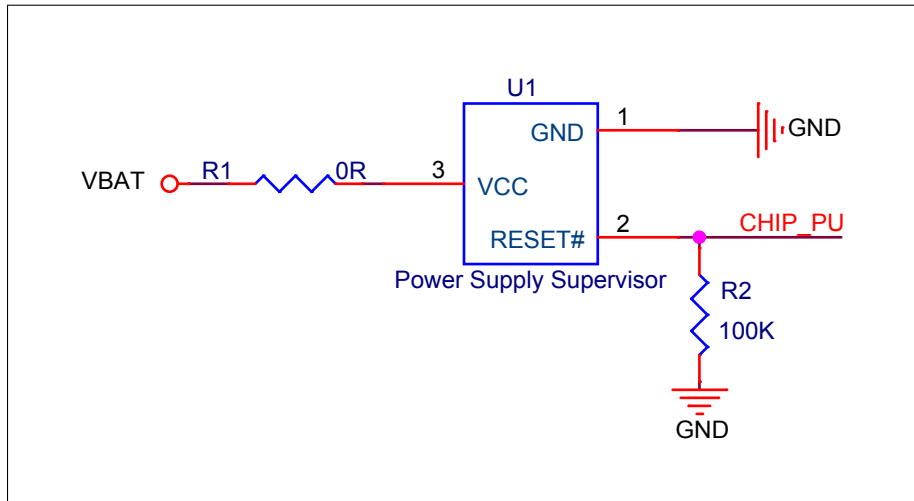 U1
1
GND
GND
R1
0R
3
VBAT
VCC
2
CHIP_PU
RESET#
Power Supply Supervisor
R2
100K
GND